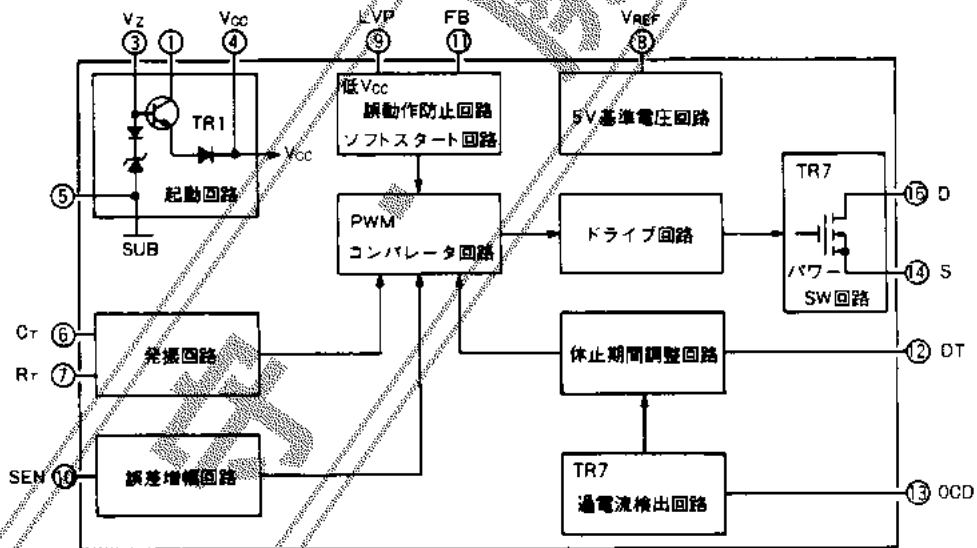 VZ VCC LVP FB VREF
③ ① ④ ⑨ ⑪ ⑧
低VCC
誤動作防止回路
ソフトスタート回路
5V基準電圧回路
TR1
VCC
起動回路
⑤
SUB
TR7
⑯ D
⑭ S
パワー
SW回路
PWM
コンパレータ回路
ドライブ回路
CT ⑥
RT ⑦
発振回路
休止期間調整回路
⑫ DT
SEN ⑩
誤差増幅回路
TR7
過電流検出回路
⑬ OCD